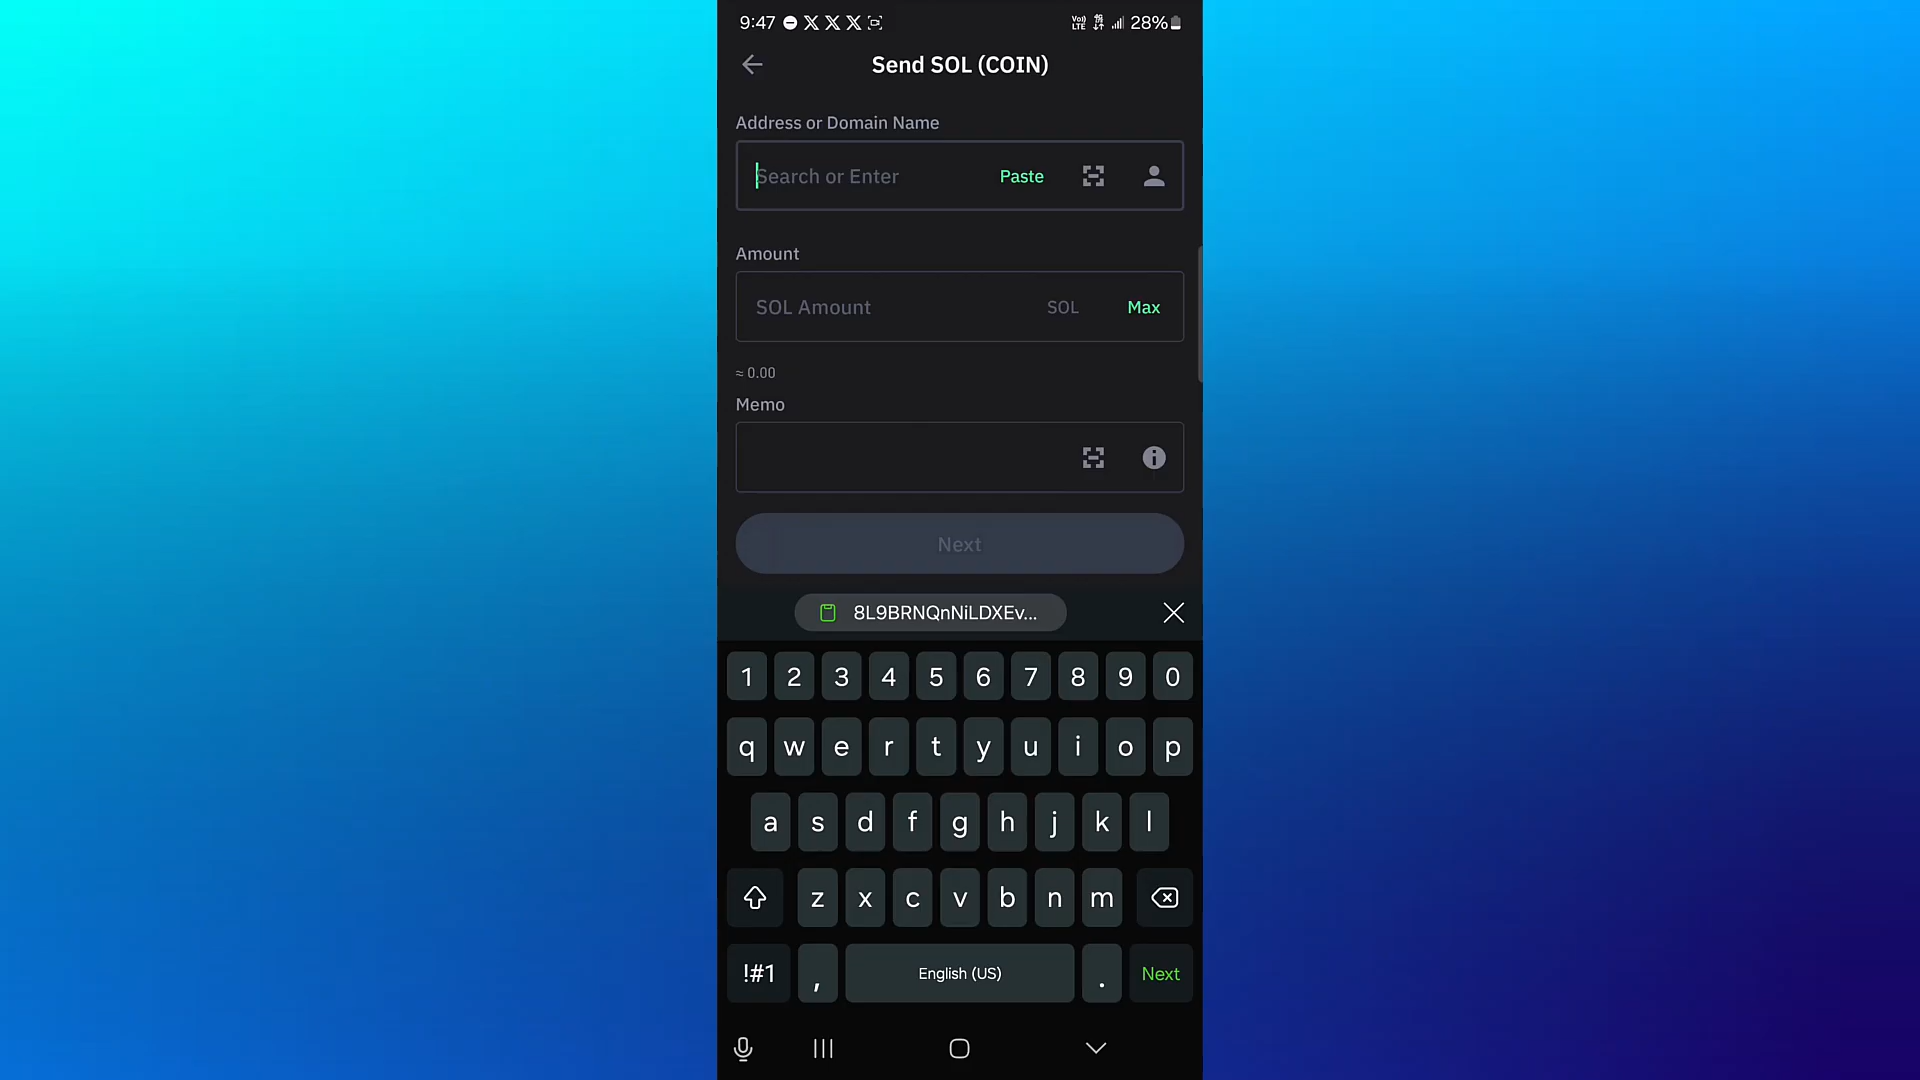 9:47 28%
Send SOL (COIN)
Address or Domain Name
Search or Enter Paste
Amount
SOL Amount SOL Max
≈ 0.00
Memo
Next
8L9BRNQnNiLDXEv...
1 2 3 4 5 6 7 8 9 0
q w e r t y u i o p
a s d f g h j k l
z x c v b n m
!#1 , English (US) . Next